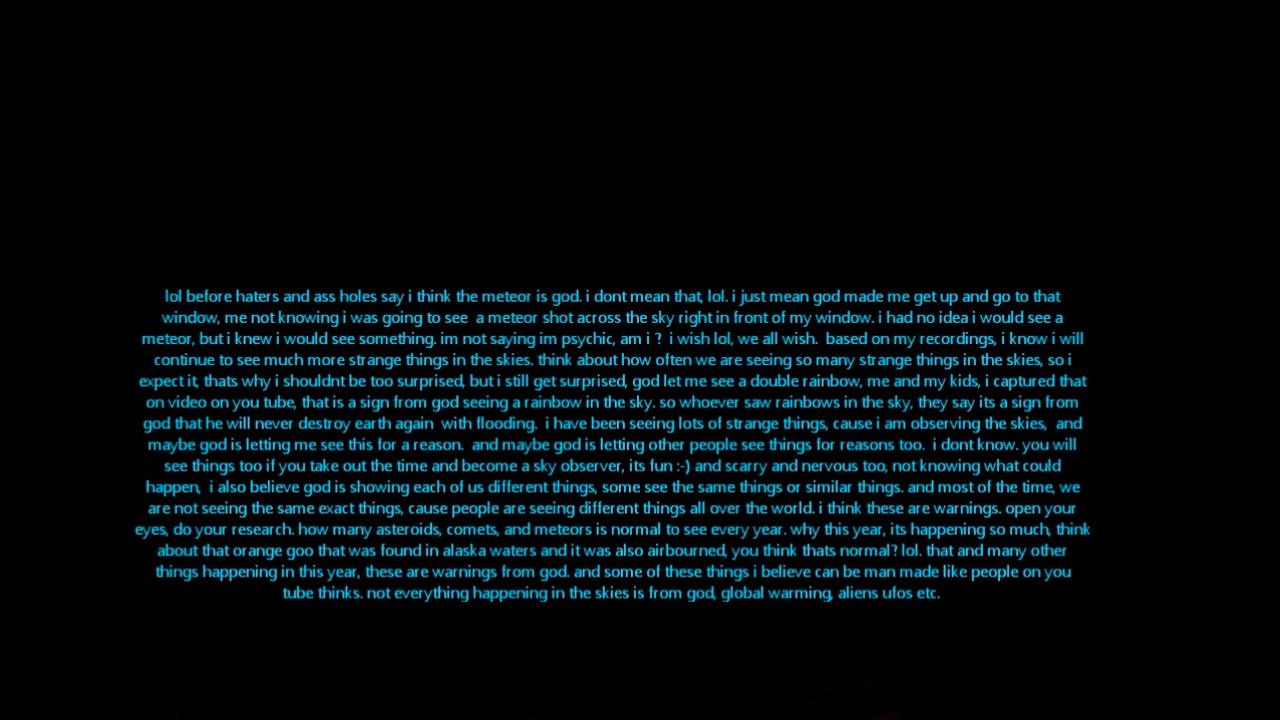 lol before haters and ass holes say i think the meteor is god. i dont mean that, lol. i just mean god made me get up and go to that
window, me not knowing i was going to see  a meteor shot across the sky right in front of my window. i had no idea i would see a
meteor, but i knew i would see something. im not saying im psychic, am i ?  i wish lol, we all wish.  based on my recordings, i know i will
continue to see much more strange things in the skies. think about how often we are seeing so many strange things in the skies, so i
expect it, thats why i shouldnt be too surprised, but i still get surprised, god let me see a double rainbow, me and my kids, i captured that
on video on you tube, that is a sign from god seeing a rainbow in the sky. so whoever saw rainbows in the sky, they say its a sign from
god that he will never destroy earth again  with flooding.  i have been seeing lots of strange things, cause i am observing the skies,  and
maybe god is letting me see this for a reason.  and maybe god is letting other people see things for reasons too.  i dont know. you will
see things too if you take out the time and become a sky observer, its fun :-) and scarry and nervous too, not knowing what could
happen,  i also believe god is showing each of us different things, some see the same things or similar things. and most of the time, we
are not seeing the same exact things, cause people are seeing different things all over the world. i think these are warnings. open your
eyes, do your research. how many asteroids, comets, and meteors is normal to see every year. why this year, its happening so much, think
about that orange goo that was found in alaska waters and it was also airbourned, you think thats normal? lol. that and many other
things happening in this year, these are warnings from god. and some of these things i believe can be man made like people on you
tube thinks. not everything happening in the skies is from god, global warming, aliens ufos etc.